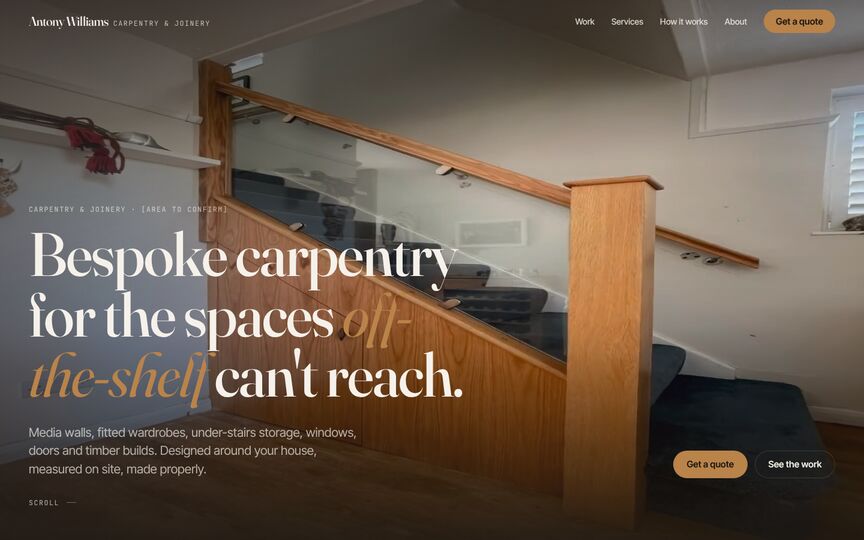 Antony Williams CARPENTRY & JOINERY
Work Services How it works About Get a quote
CARPENTRY & JOINERY · [AREA TO CONFIRM]
Bespoke carpentry
for the spaces off-
the-shelf can't reach.
Media walls, fitted wardrobes, under-stairs storage, windows,
doors and timber builds. Designed around your house,
measured on site, made properly.
Get a quote See the work
SCROLL